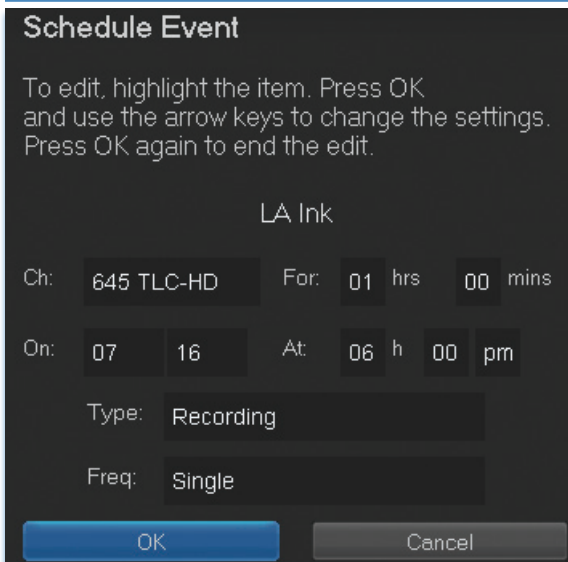 Schedule Event
To edit, highlight the item. Press OK
and use the arrow keys to change the settings.
Press OK again to end the edit.
LA Ink
Ch: 645 TLC-HD For: 01 hrs 00 mins
On: 07 16 At: 06 h 00 pm
Type: Recording
Freq: Single
OK Cancel